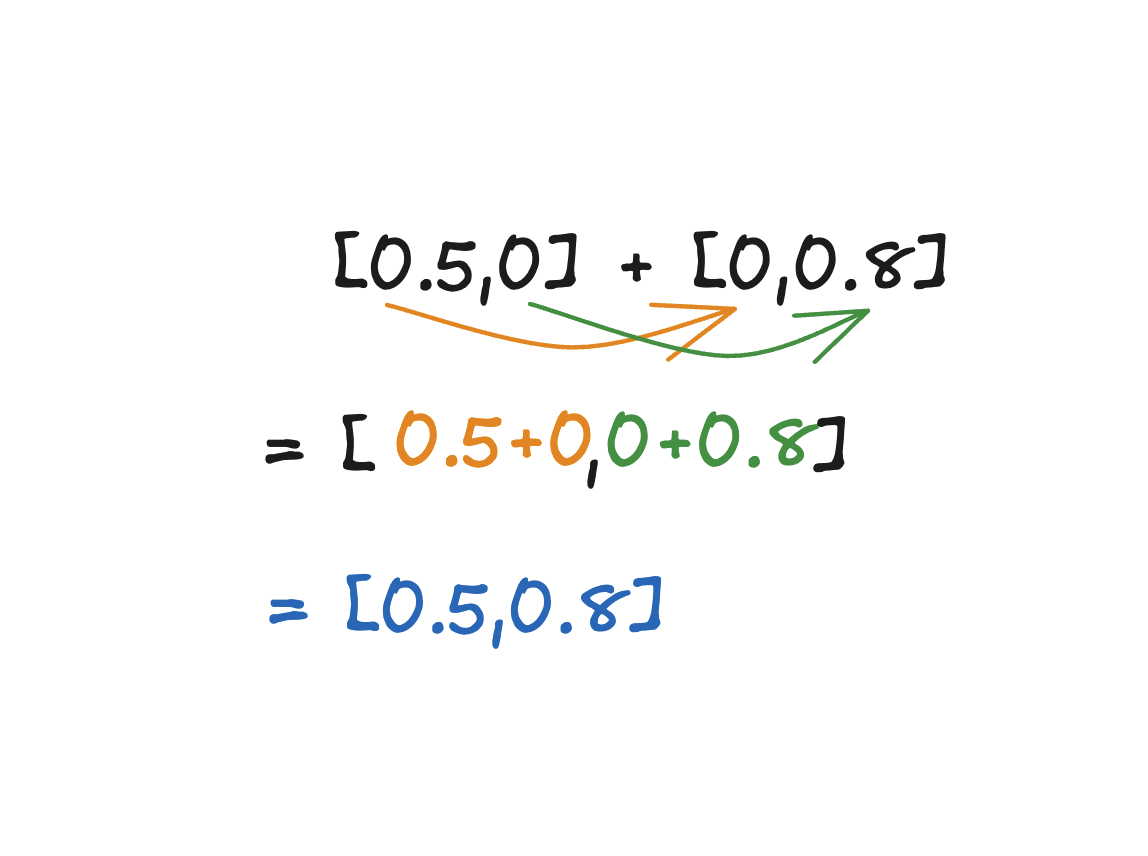 [0.5,0] + [0,0.8]
= [ 0.5+0,0+0.8]
= [0.5,0.8]